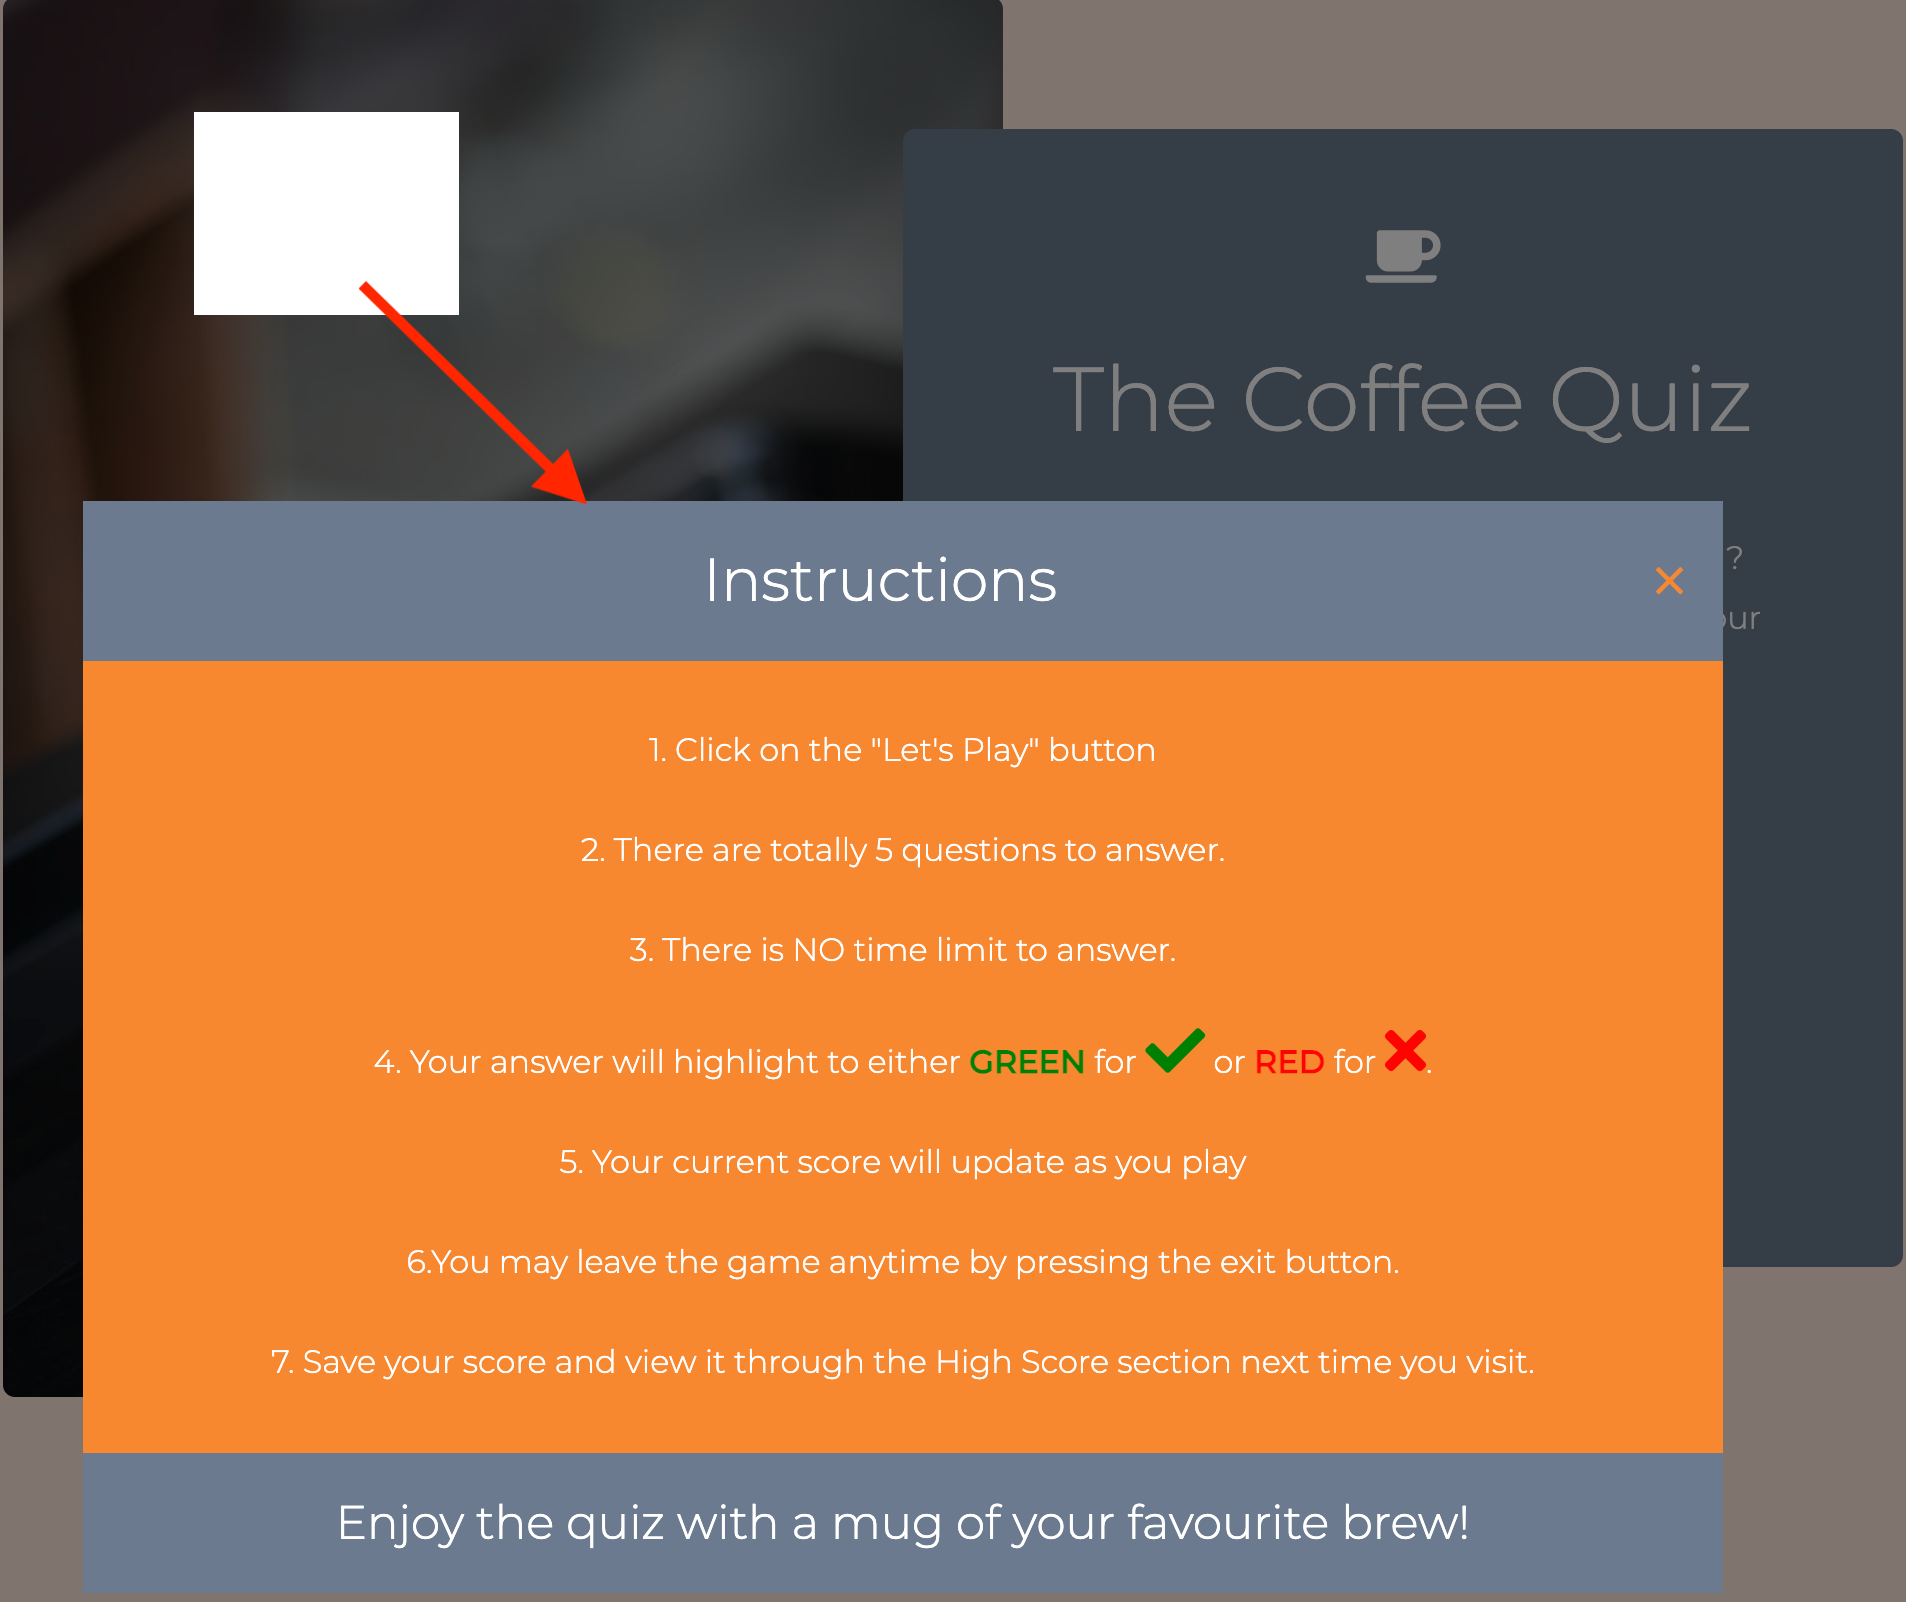 The Coffee Quiz
?
our
Instructions
1. Click on the "Let's Play" button
2. There are totally 5 questions to answer.
3. There is NO time limit to answer.
4. Your answer will highlight to either GREEN for ✔ or RED for ✖.
5. Your current score will update as you play
6.You may leave the game anytime by pressing the exit button.
7. Save your score and view it through the High Score section next time you visit.
Enjoy the quiz with a mug of your favourite brew!